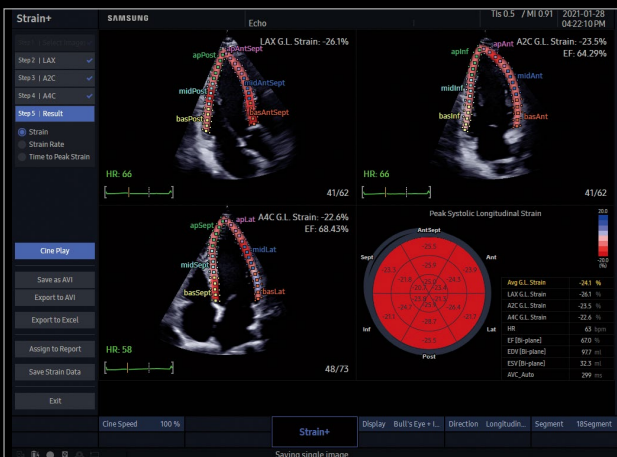 Strain+
SAMSUNG
Echo
TIs 0.5 / MI 0.91
2021-01-28
04:22:10 PM
Step 2 | LAX
Step 3 | A2C
Step 4 | A4C
Step 5 | Result
Strain
Strain Rate
Time to Peak Strain
Cine Play
Save as AVI
Export to AVI
Export to Excel
Assign to Report
Save Strain Data
Exit
LAX G.L. Strain: -26.1%
apPost
apAntSept
midPost
midAntSept
basPost
basAntSept
HR: 66
41/62
A2C G.L. Strain: -23.5%
EF: 64.29%
apInf
apAnt
midInf
midAnt
basInf
basAnt
HR: 66
41/62
A4C G.L. Strain: -22.6%
EF: 68.43%
apSept
apLat
midSept
midLat
basSept
basLat
HR: 58
48/73
Peak Systolic Longitudinal Strain
AntSept
Sept
Ant
Inf
Lat
Post
20.0
-20.0
(%)
Avg G.L. Strain -24.1 %
LAX G.L. Strain -26.1 %
A2C G.L. Strain -23.5 %
A4C G.L. Strain -22.6 %
HR 63 bpm
EF [Bi-plane] 67.0 %
EDV [Bi-plane] 97.7 ml
ESV [Bi-plane] 32.3 ml
AVC_Auto 299 ms
Cine Speed 100 %
Strain+
Display Bull's Eye + I...
Direction Longitudin...
Segment 18Segment
Saving single image